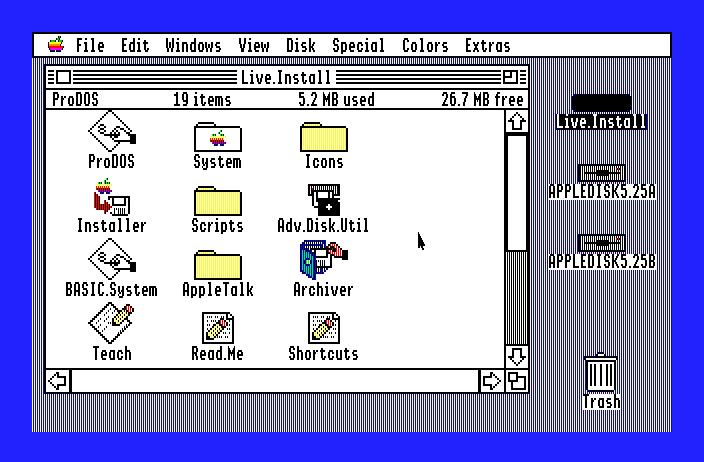 File Edit Windows View Disk Special Colors Extras
Live.Install
ProDOS 19 items 5.2 MB used 26.7 MB free
ProDOS System Icons
Installer Scripts Adv.Disk.Util
BASIC.System AppleTalk Archiver
Teach Read.Me Shortcuts
Live.Install
APPLEDISK5.25A
APPLEDISK5.25B
Trash